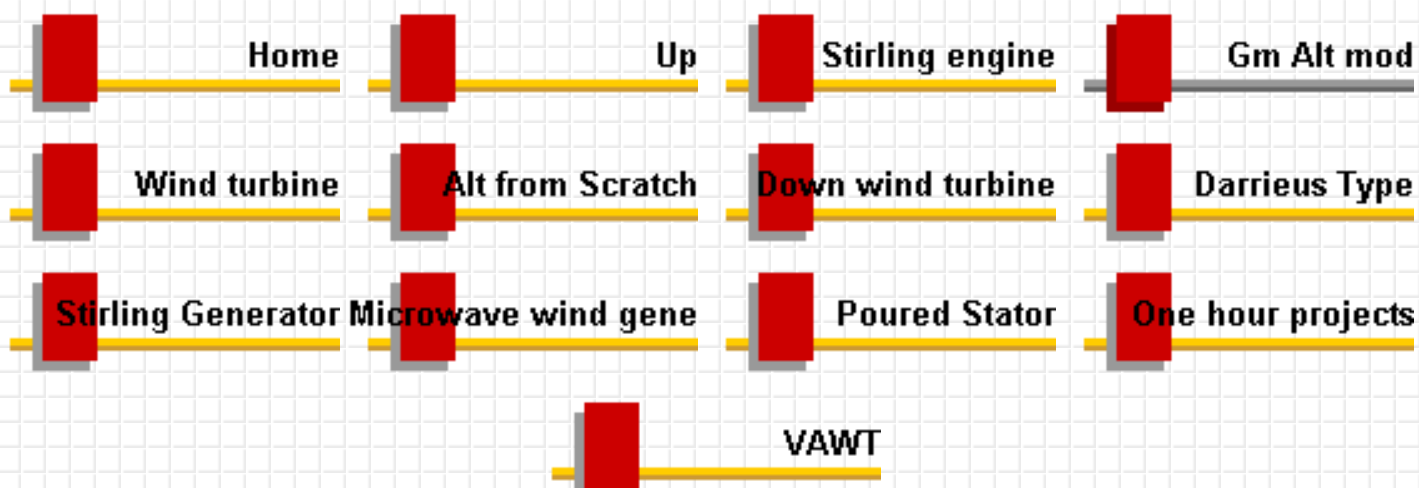 Home
Up
Stirling engine
Gm Alt mod
Wind turbine
Alt from Scratch
Down wind turbine
Darrieus Type
Stirling Generator
Microwave wind gene
Poured Stator
One hour projects
VAWT